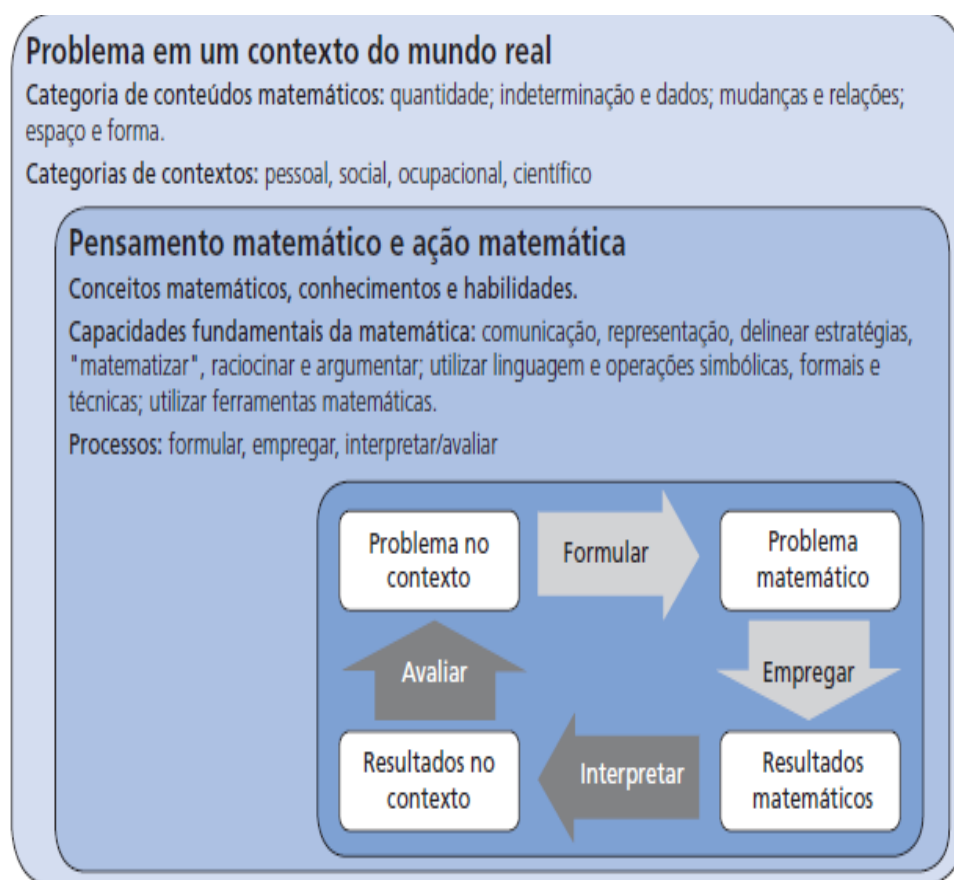 Problema em um contexto do mundo real
Categoria de conteúdos matemáticos: quantidade; indeterminação e dados; mudanças e relações;
espaço e forma.
Categorias de contextos: pessoal, social, ocupacional, científico
Pensamento matemático e ação matemática
Conceitos matemáticos, conhecimentos e habilidades.
Capacidades fundamentais da matemática: comunicação, representação, delinear estratégias,
"matematizar", raciocinar e argumentar; utilizar linguagem e operações simbólicas, formais e
técnicas; utilizar ferramentas matemáticas.
Processos: formular, empregar, interpretar/avaliar
Problema no
contexto
Formular
Problema
matemático
Avaliar
Empregar
Resultados no
contexto
Interpretar
Resultados
matemáticos